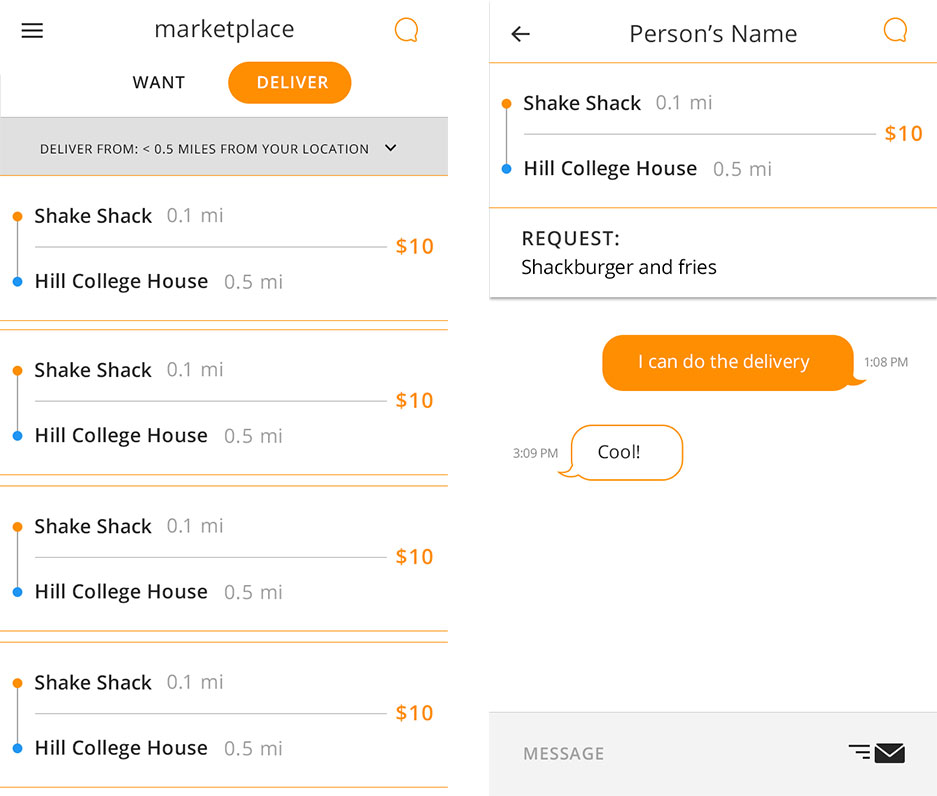 marketplace
WANT
DELIVER
DELIVER FROM: < 0.5 MILES FROM YOUR LOCATION
Shake Shack 0.1 mi
$10
Hill College House 0.5 mi
Shake Shack 0.1 mi
$10
Hill College House 0.5 mi
Shake Shack 0.1 mi
$10
Hill College House 0.5 mi
Shake Shack 0.1 mi
$10
Hill College House 0.5 mi
Person’s Name
Shake Shack 0.1 mi
$10
Hill College House 0.5 mi
REQUEST:
Shackburger and fries
I can do the delivery
1:08 PM
3:09 PM
Cool!
MESSAGE